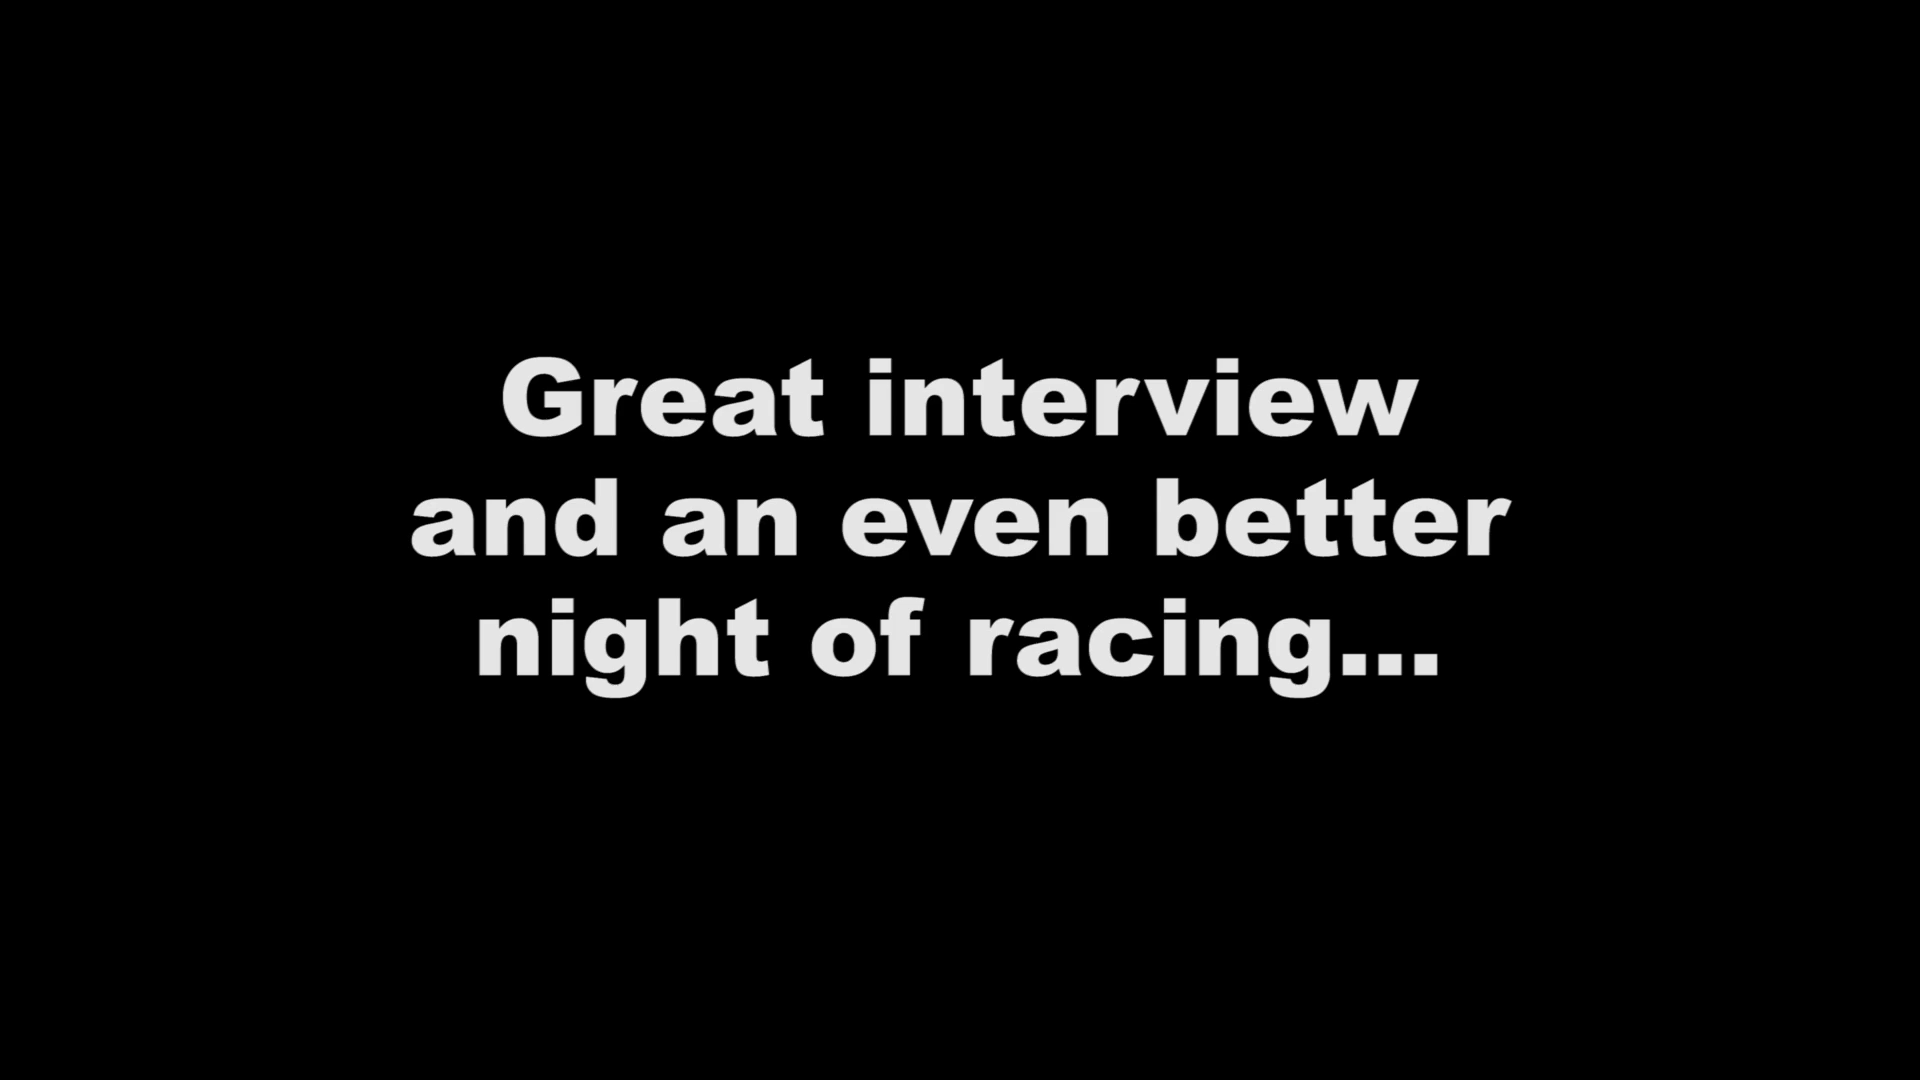 Great interview
and an even better
night of racing...